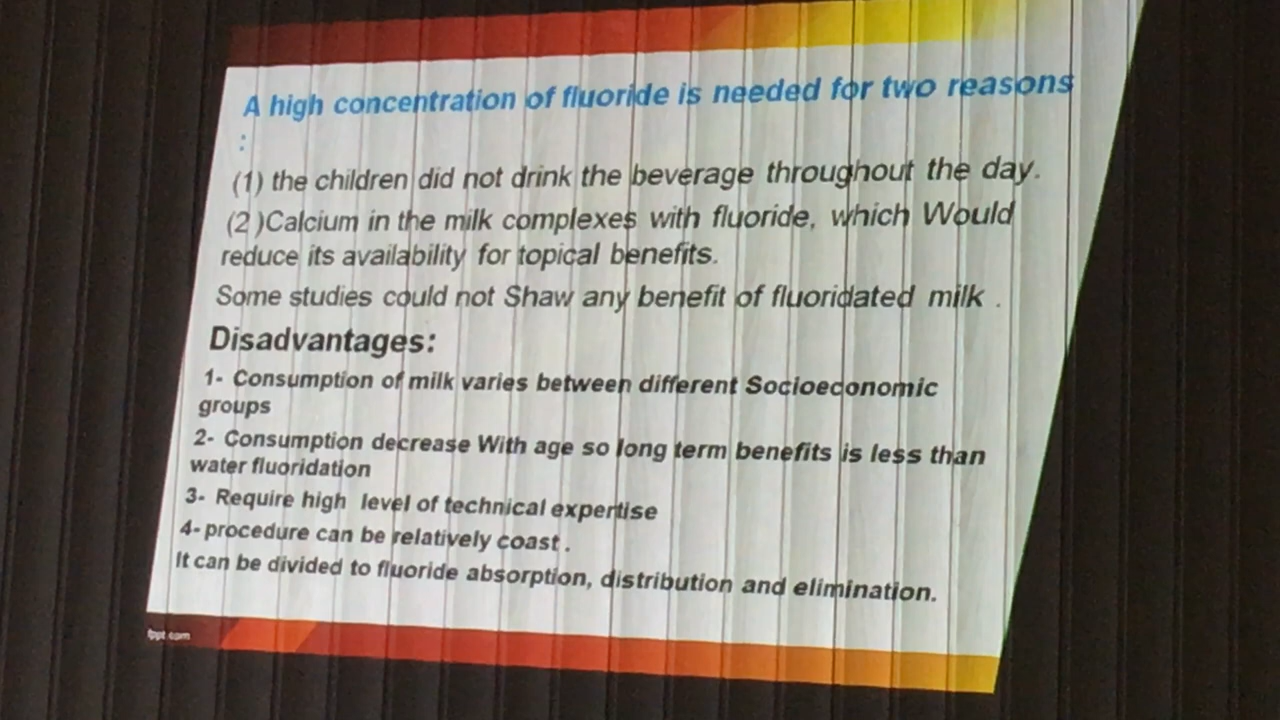 A high concentration of fluoride is needed for two reasons
:
(1) the children did not drink the beverage throughout the day.
(2 )Calcium in the milk complexes with fluoride, which Would
reduce its availability for topical benefits.
Some studies could not Shaw any benefit of fluoridated milk .
Disadvantages:
1- Consumption of milk varies between different Socioeconomic
groups
2- Consumption decrease With age so long term benefits is less than
water fluoridation
3- Require high level of technical expertise
4- procedure can be relatively coast .
It can be divided to fluoride absorption, distribution and elimination.
fppt.com